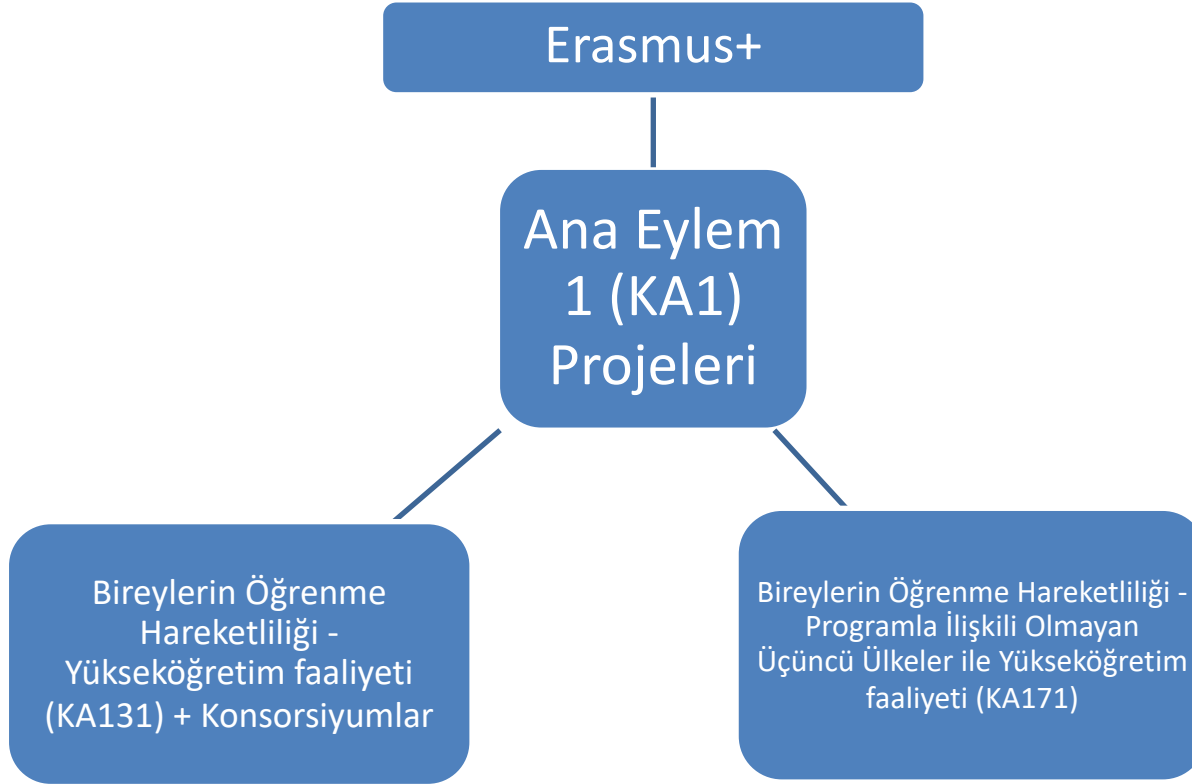 Erasmus+
Ana Eylem
1 (KA1)
Projeleri
Bireylerin Öğrenme
Hareketliliği -
Yükseköğretim faaliyeti
(KA131) + Konsorsiyumlar
Bireylerin Öğrenme Hareketliliği -
Programla İlişkili Olmayan
Üçüncü Ülkeler ile Yükseköğretim
faaliyeti (KA171)